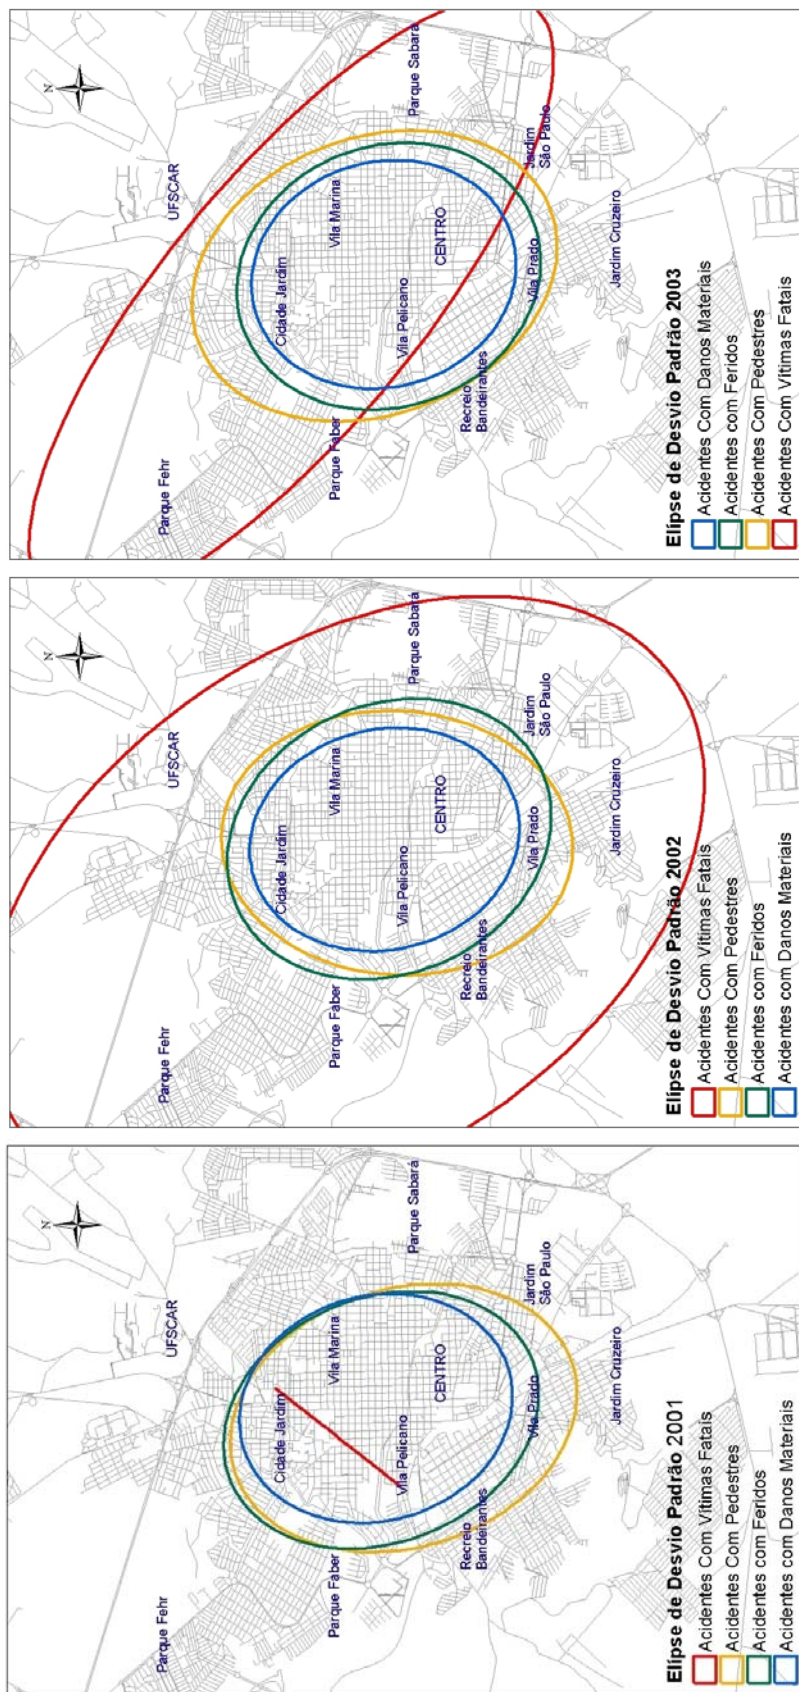 N
Parque Fehr
UFSCAR
Cidade Jardim
Parque Faber
Vila Marina
Vila Pelicano
Parque Sabará
CENTRO
Recreio
Bandeirantes
Vila Prado
Jardim
São Paulo
Jardim Cruzeiro
Elípse de Desvio Padrão 2001
Acidentes Com Vítimas Fatais
Acidentes Com Pedestres
Acidentes com Feridos
Acidentes com Danos Materiais
N
Parque Fehr
UFSCAR
Cidade Jardim
Parque Faber
Vila Marina
Vila Pelicano
Parque Sabará
CENTRO
Recreio
Bandeirantes
Vila Prado
Jardim
São Paulo
Jardim Cruzeiro
Elípse de Desvio Padrão 2002
Acidentes Com Vítimas Fatais
Acidentes Com Pedestres
Acidentes com Feridos
Acidentes com Danos Materiais
N
Parque Fehr
UFSCAR
Cidade Jardim
Parque Faber
Vila Marina
Vila Pelicano
Parque Sabará
CENTRO
Recreio
Bandeirantes
Vila Prado
Jardim
São Paulo
Jardim Cruzeiro
Elípse de Desvio Padrão 2003
Acidentes Com Danos Materiais
Acidentes com Feridos
Acidentes Com Pedestres
Acidentes Com Vítimas Fatais